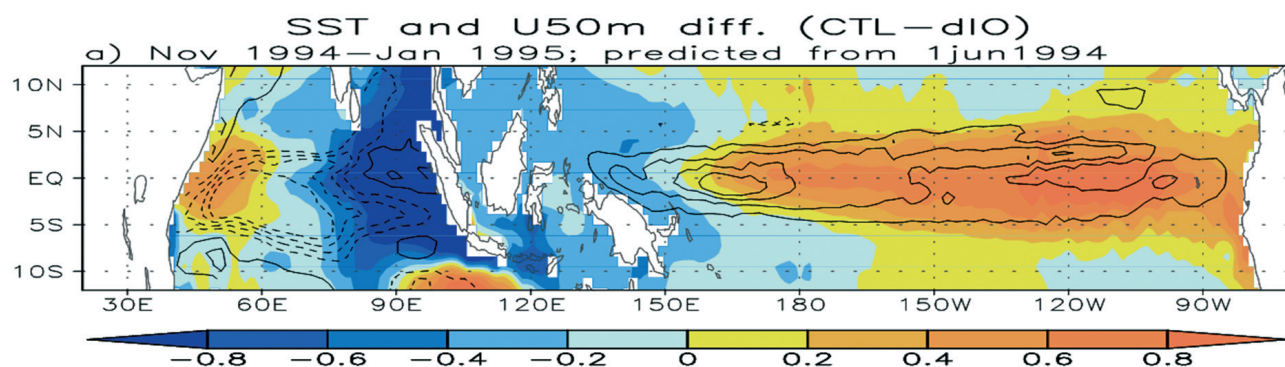 SST and U50m diff. (CTL–dIO)
a) Nov 1994–Jan 1995; predicted from 1jun1994
10N
5N
EQ
5S
10S
30E 60E 90E 120E 150E 180 150W 120W 90W
−0.8 −0.6 −0.4 −0.2 0 0.2 0.4 0.6 0.8